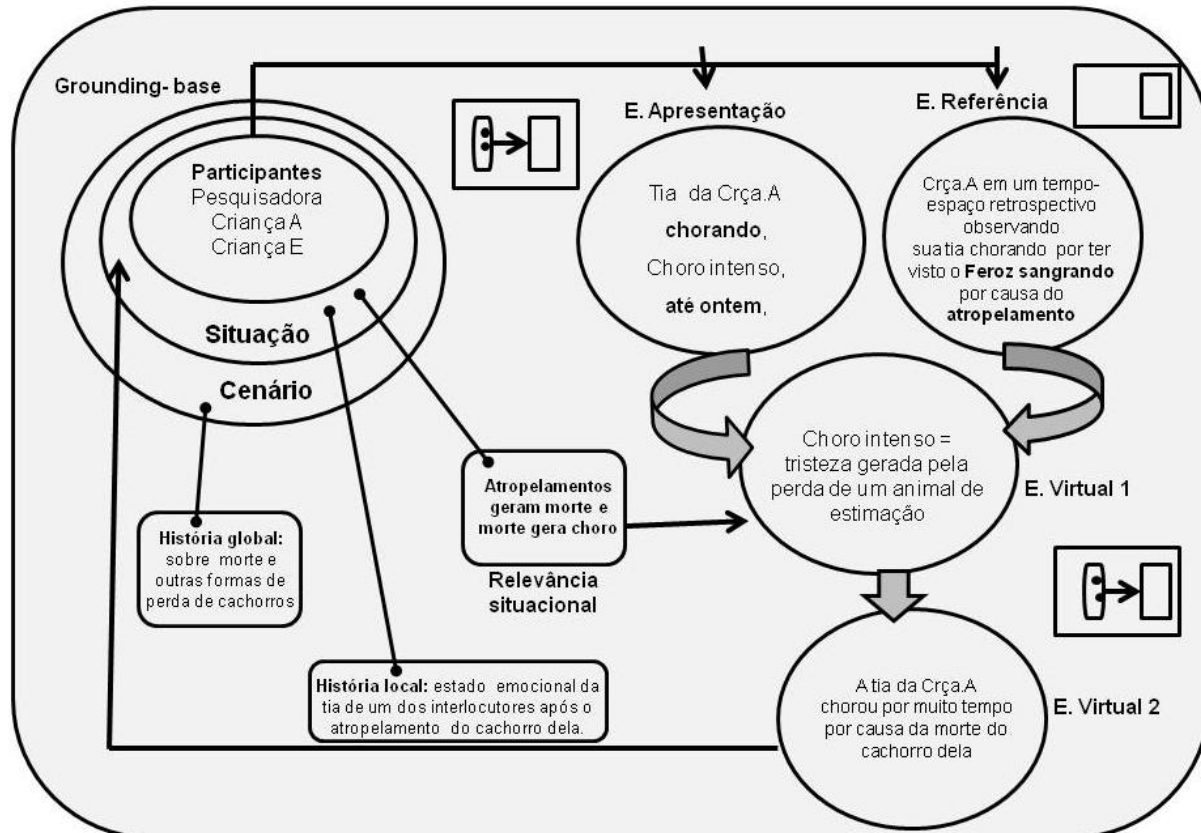 Grounding- base
Participantes
Pesquisadora
Criança A
Criança E
Situação
Cenário
E. Apresentação
Tia da Crça.A
chorando,
Choro intenso,
até ontem,
E. Referência
Crça.A em um tempo-
espaço retrospectivo
observando
sua tia chorando por ter
visto o Feroz sangrando
por causa do
atropelamento
Choro intenso =
tristeza gerada pela
perda de um animal de
estimação
E. Virtual 1
Atropelamentos
geram morte e
morte gera choro
Relevância
situacional
História global:
sobre morte e
outras formas de
perda de cachorros
História local: estado emocional da
tia de um dos interlocutores após o
atropelamento do cachorro dela.
A tia da Crça.A
chorou por muito tempo
por causa da morte do
cachorro dela
E. Virtual 2